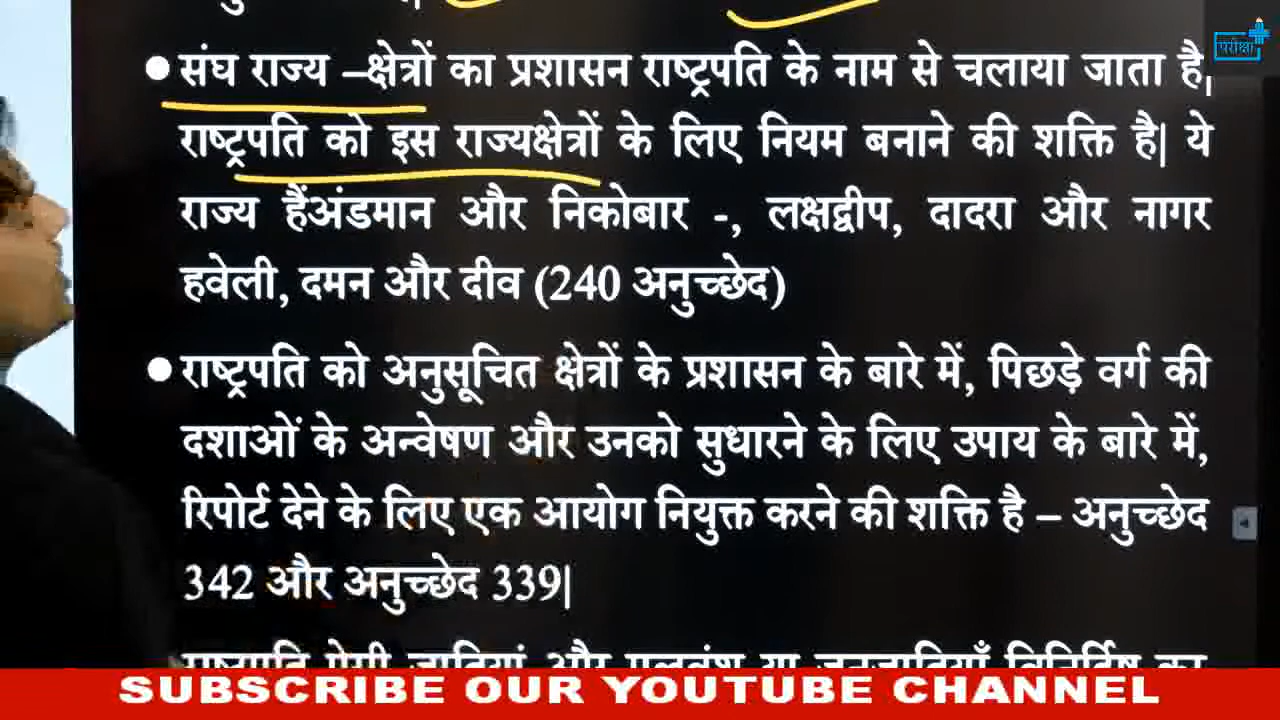 परीक्षा
● संघ राज्य –क्षेत्रों का प्रशासन राष्ट्रपति के नाम से चलाया जाता है|
राष्ट्रपति को इस राज्यक्षेत्रों के लिए नियम बनाने की शक्ति है| ये
राज्य हैंअंडमान और निकोबार -, लक्षद्वीप, दादरा और नागर
हवेली, दमन और दीव (240 अनुच्छेद)
● राष्ट्रपति को अनुसूचित क्षेत्रों के प्रशासन के बारे में, पिछड़े वर्ग की
दशाओं के अन्वेषण और उनको सुधारने के लिए उपाय के बारे में,
रिपोर्ट देने के लिए एक आयोग नियुक्त करने की शक्ति है – अनुच्छेद
342 और अनुच्छेद 339|
SUBSCRIBE OUR YOUTUBE CHANNEL